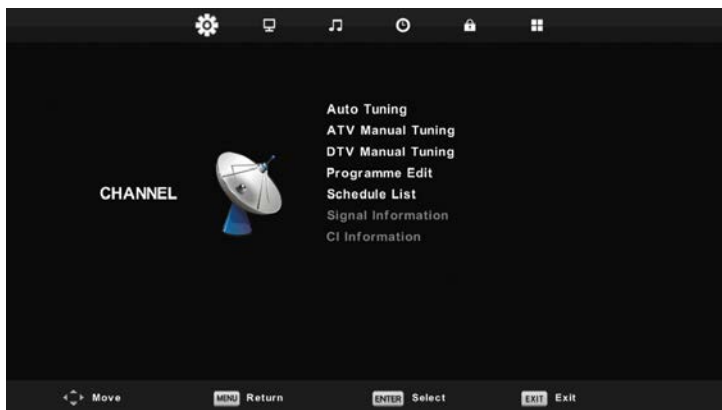 Auto Tuning
ATV Manual Tuning
DTV Manual Tuning
Programme Edit
CHANNEL
Schedule List
Signal Information
CI Information
Move
MENU Return
ENTER Select
EXIT Exit